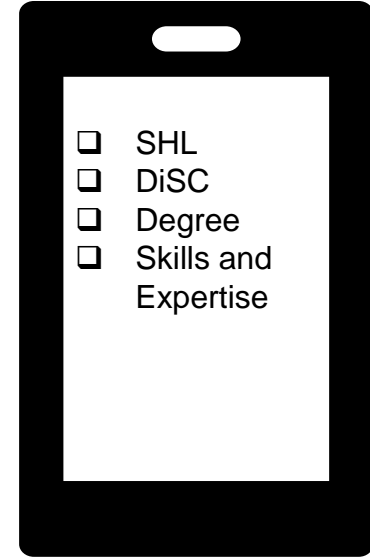 ❑ SHL
❑ DiSC
❑ Degree
❑ Skills and
Expertise